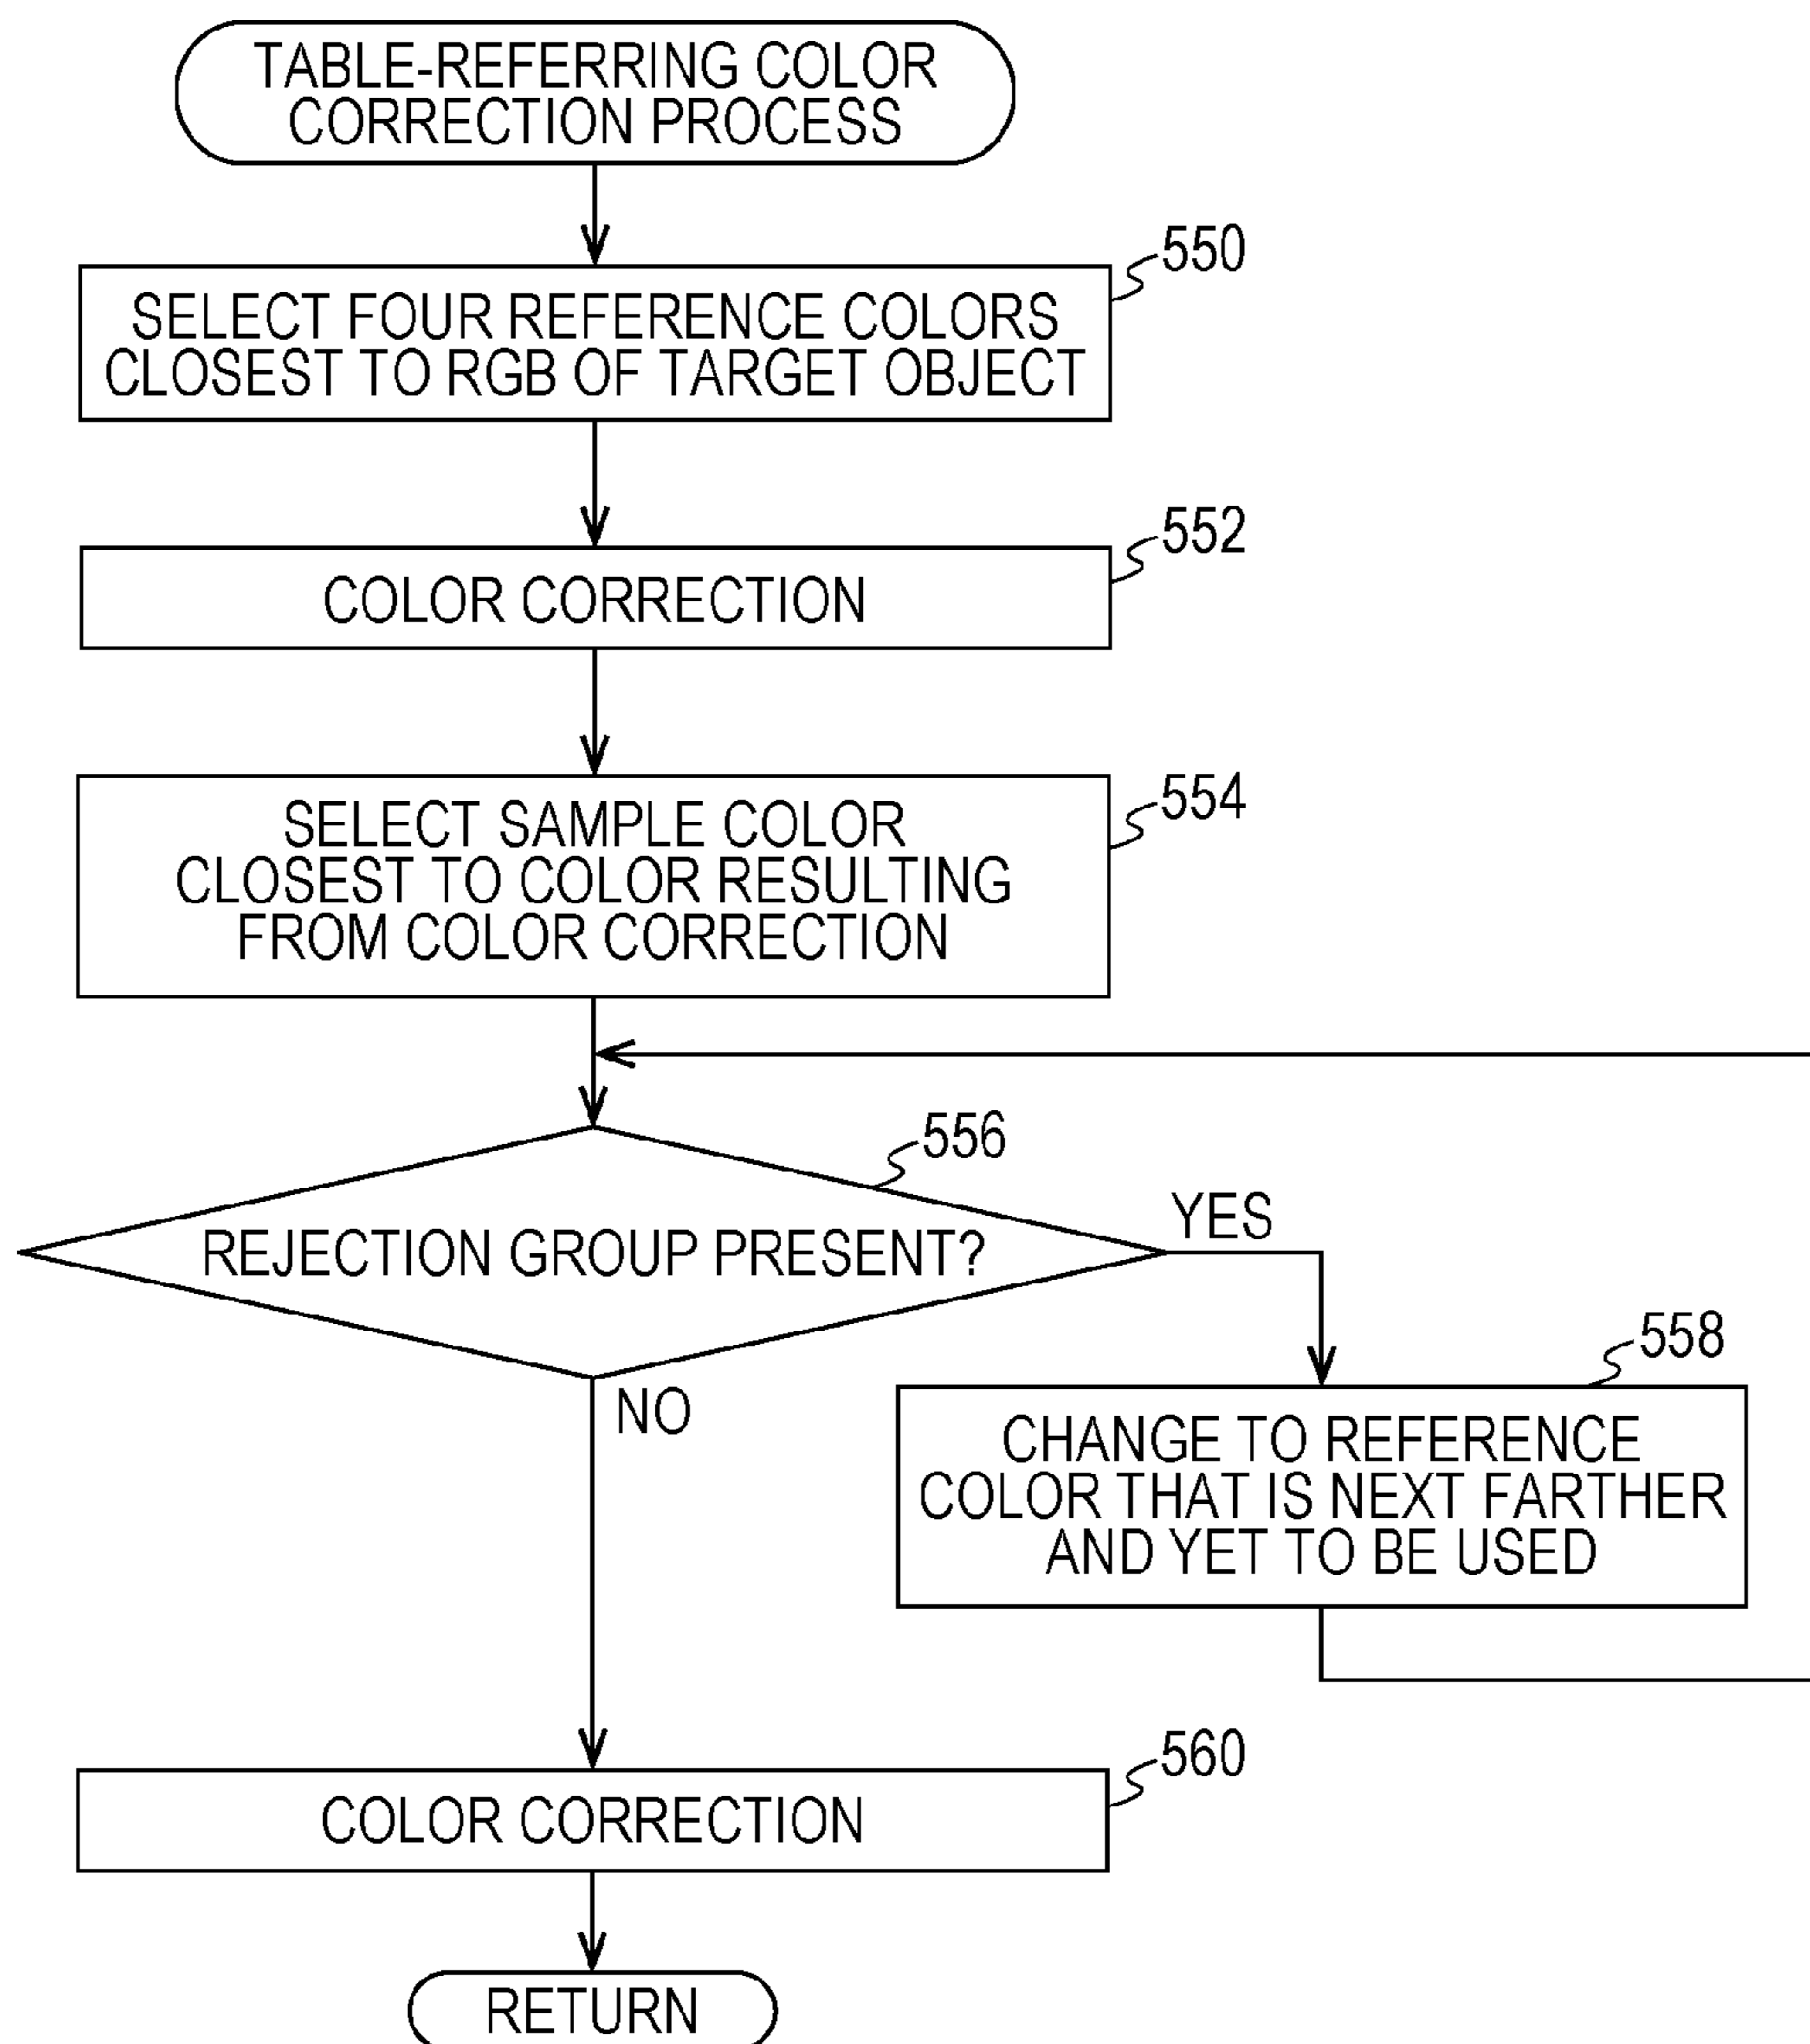 TABLE-REFERRING COLOR
CORRECTION PROCESS
550
SELECT FOUR REFERENCE COLORS
CLOSEST TO RGB OF TARGET OBJECT
552
COLOR CORRECTION
554
SELECT SAMPLE COLOR
CLOSEST TO COLOR RESULTING
FROM COLOR CORRECTION
556
REJECTION GROUP PRESENT?
YES
NO
558
CHANGE TO REFERENCE
COLOR THAT IS NEXT FARTHER
AND YET TO BE USED
560
COLOR CORRECTION
RETURN